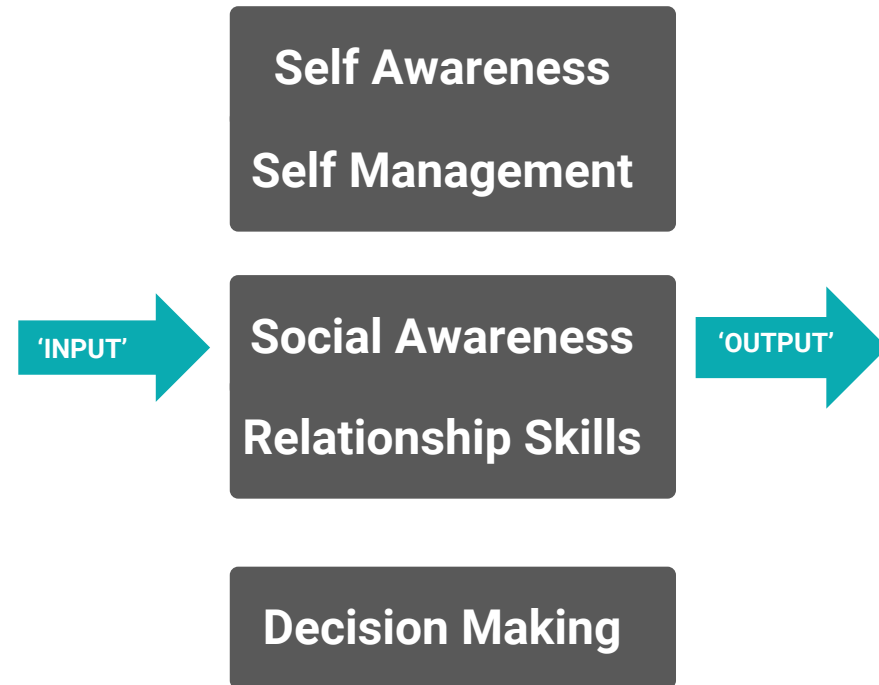 Self Awareness
Self Management
‘INPUT’
Social Awareness
Relationship Skills
‘OUTPUT’
Decision Making